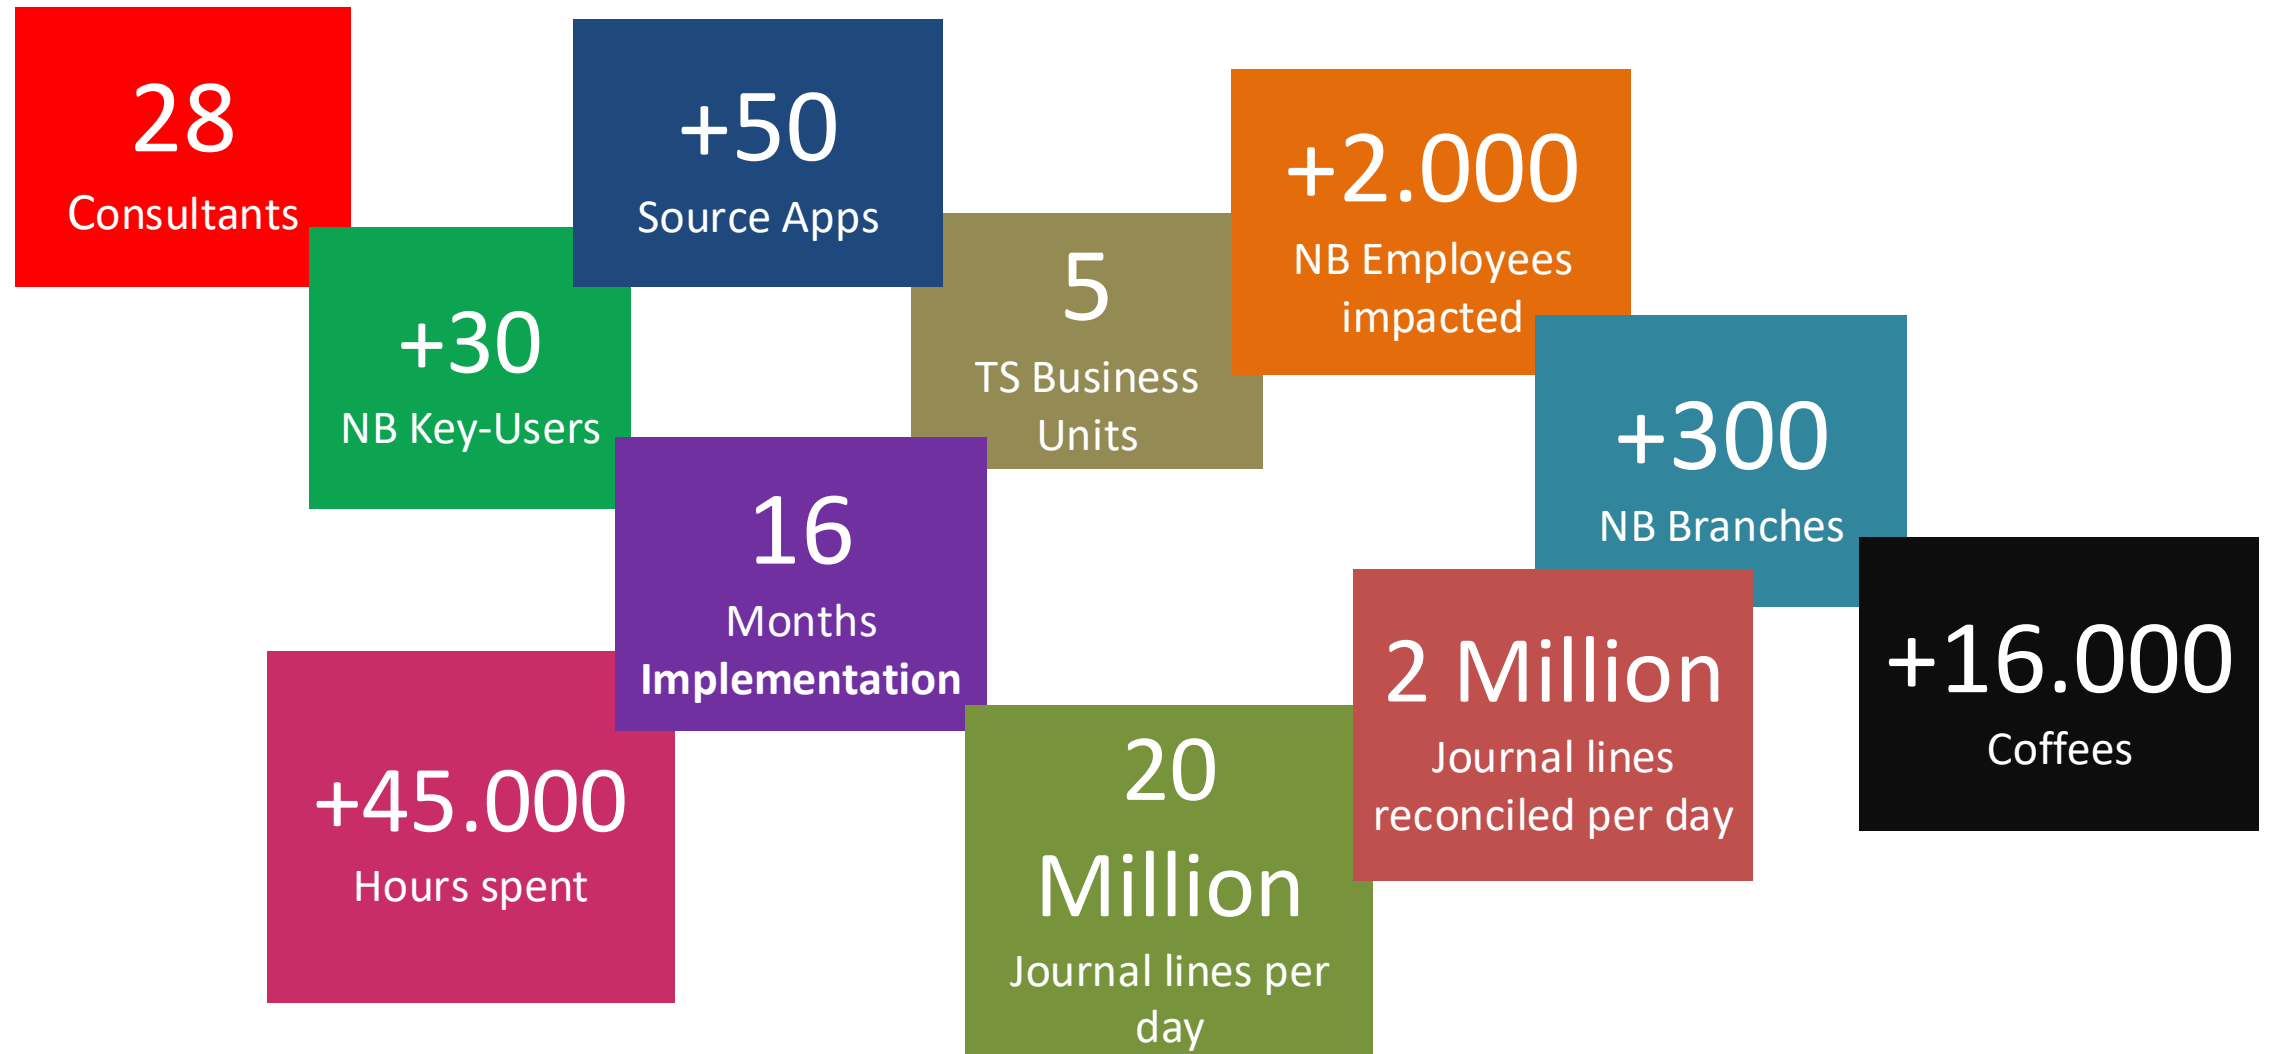 28
Consultants
+30
NB Key-Users
+50
Source Apps
5
TS Business
Units
+2.000
NB Employees
impacted
+300
NB Branches
16
Months
Implementation
+45.000
Hours spent
20
Million
Journal lines per
day
2 Million
Journal lines
reconciled per day
+16.000
Coffees